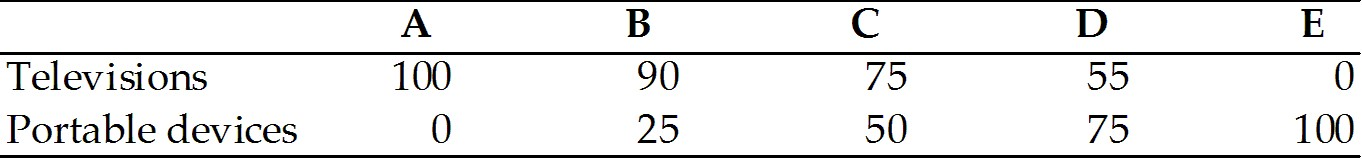 A B C D E
Televisions 100 90 75 55 0
Portable devices 0 25 50 75 100